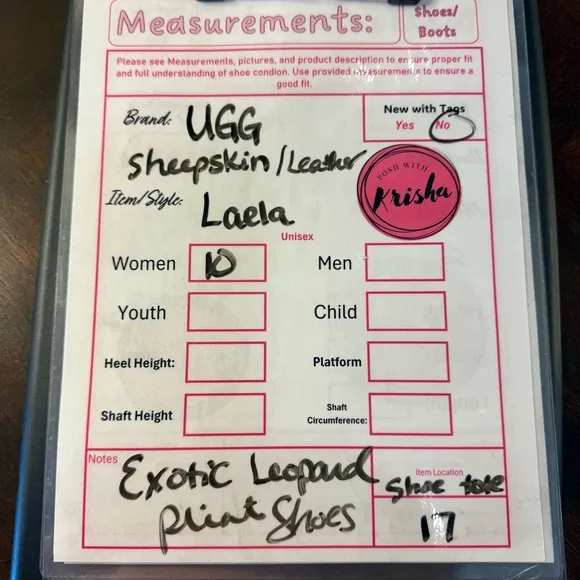 Measurements:
Shoes/
Boots
Please see Measurements, pictures, and product description to ensure proper fit
and full understanding of shoe condion. Use provided measurements to ensure a
good fit.
Brand: UGG
Sheepskin/Leather
New with Tags
Yes No
POSH WITH
Krisha
Item/Style: Laela
Unisex
Women 10 Men
Youth Child
Heel Height: Platform
Shaft Height Shaft
Circumference:
Notes Exotic Leopard
Print Shoes
Item Location
Shoe tote
17